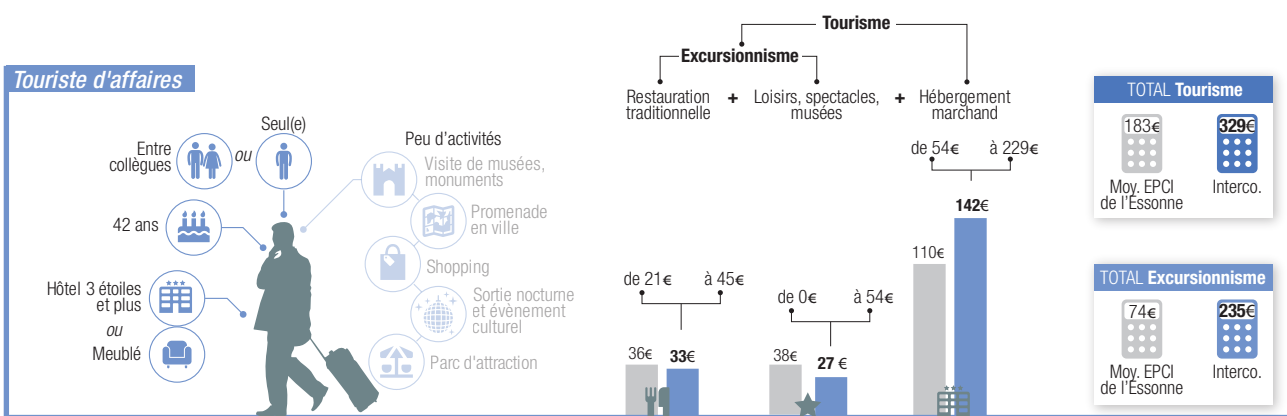 Touriste d'affaires
Seul(e)
Entre
collègues
ou
42 ans
Hôtel 3 étoiles
et plus
ou
Meublé
Peu d'activités
Visite de musées,
monuments
Promenade
en ville
Shopping
Sortie nocturne
et évènement
culturel
Parc d'attraction
Tourisme
Excursionnisme
Restauration
traditionnelle
+
Loisirs, spectacles,
musées
+
Hébergement
marchand
de 21€ à 45€
36€
33€
de 0€ à 54€
38€
27 €
de 54€ à 229€
110€
142€
TOTAL Tourisme
183€
329€
Moy. EPCI
de l'Essonne
Interco.
TOTAL Excursionnisme
74€
235€
Moy. EPCI
de l'Essonne
Interco.